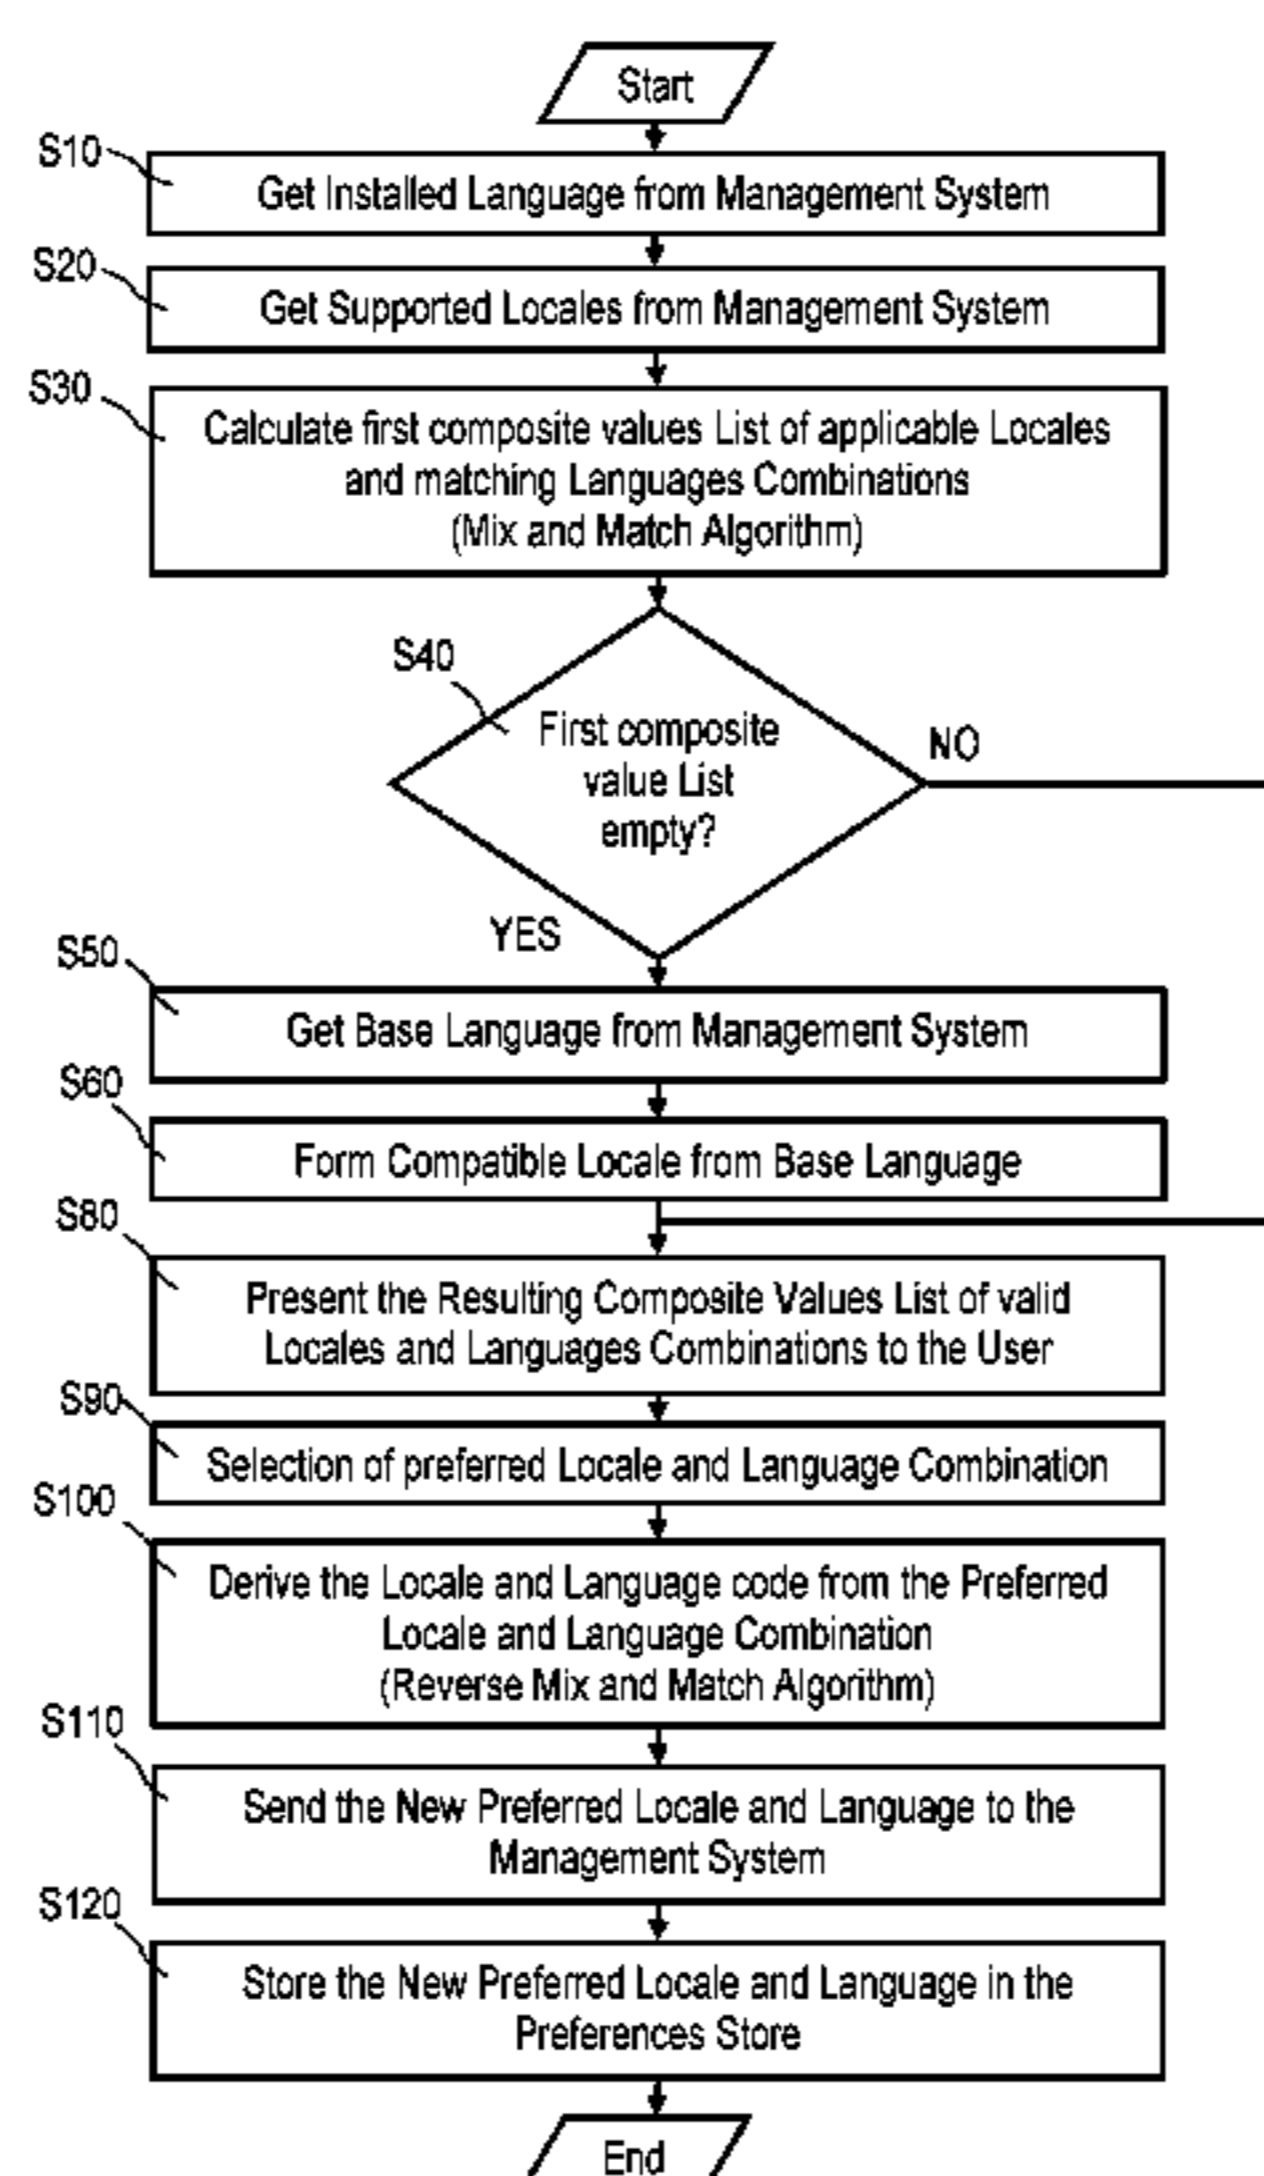 Start
S10
Get Installed Language from Management System
S20
Get Supported Locales from Management System
S30
Calculate first composite values List of applicable Locales
and matching Languages Combinations
(Mix and Match Algorithm)
S40
First composite
value List
empty?
NO
YES
S50
Get Base Language from Management System
S60
Form Compatible Locale from Base Language
S80
Present the Resulting Composite Values List of valid
Locales and Languages Combinations to the User
S90
Selection of preferred Locale and Language Combination
S100
Derive the Locale and Language code from the Preferred
Locale and Language Combination
(Reverse Mix and Match Algorithm)
S110
Send the New Preferred Locale and Language to the
Management System
S120
Store the New Preferred Locale and Language in the
Preferences Store
End